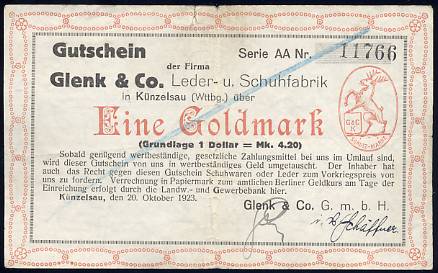 Gutschein
Serie AA Nr. 11766
der Firma
Glenk & Co. Leder- u. Schuhfabrik
in Künzelsau (Wttbg.) über
Eine Goldmark
(Grundlage 1 Dollar = Mk. 4.20)
Sobald genügend wertbeständige, gesetzliche Zahlungsmittel bei uns im Umlauf sind,
wird dieser Gutschein von uns in wertbeständiges Geld umgetauscht. Der Inhaber hat
auch das Recht gegen diesen Gutschein Schuhwaren oder Leder zum Vorkriegspreis von
uns zu fordern. Verrechnung in Papiermark zum amtlichen Berliner Geldkurs am Tage der
Einreichung erfolgt durch die Landw.- und Gewerbebank hier.
Künzelsau, den 20. Oktober 1923.
Glenk & Co. G. m. b. H.
G&C
K
i. V. Schäffner.